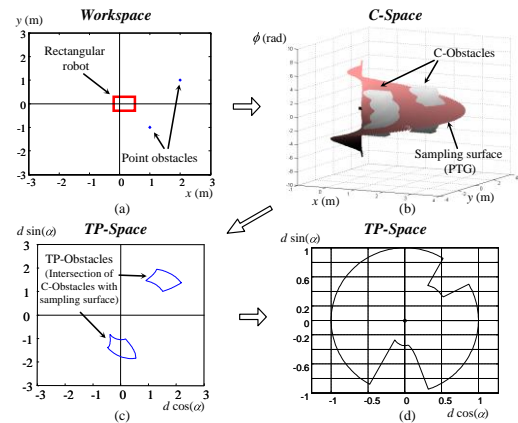 Workspace
y (m)
3
2
1
0
-1
-2
-3
Rectangular
robot
Point obstacles
-3
-2
-1
0
1
2
3
x (m)
(a)
C-Space
ϕ (rad)
C-Obstacles
Sampling surface
(PTG)
x (m)
y (m)
(b)
TP-Space
d sin(α)
3
2
1
0
-1
-2
-3
TP-Obstacles
(Intersection of
C-Obstacles with
sampling surface)
-2
-1
0
1
2
3
d cos(α)
(c)
TP-Space
d sin(α)
1
0.6
0.2
0
-0.2
-0.6
-1
-1
-0.5
0
0.5
1
d cos(α)
(d)